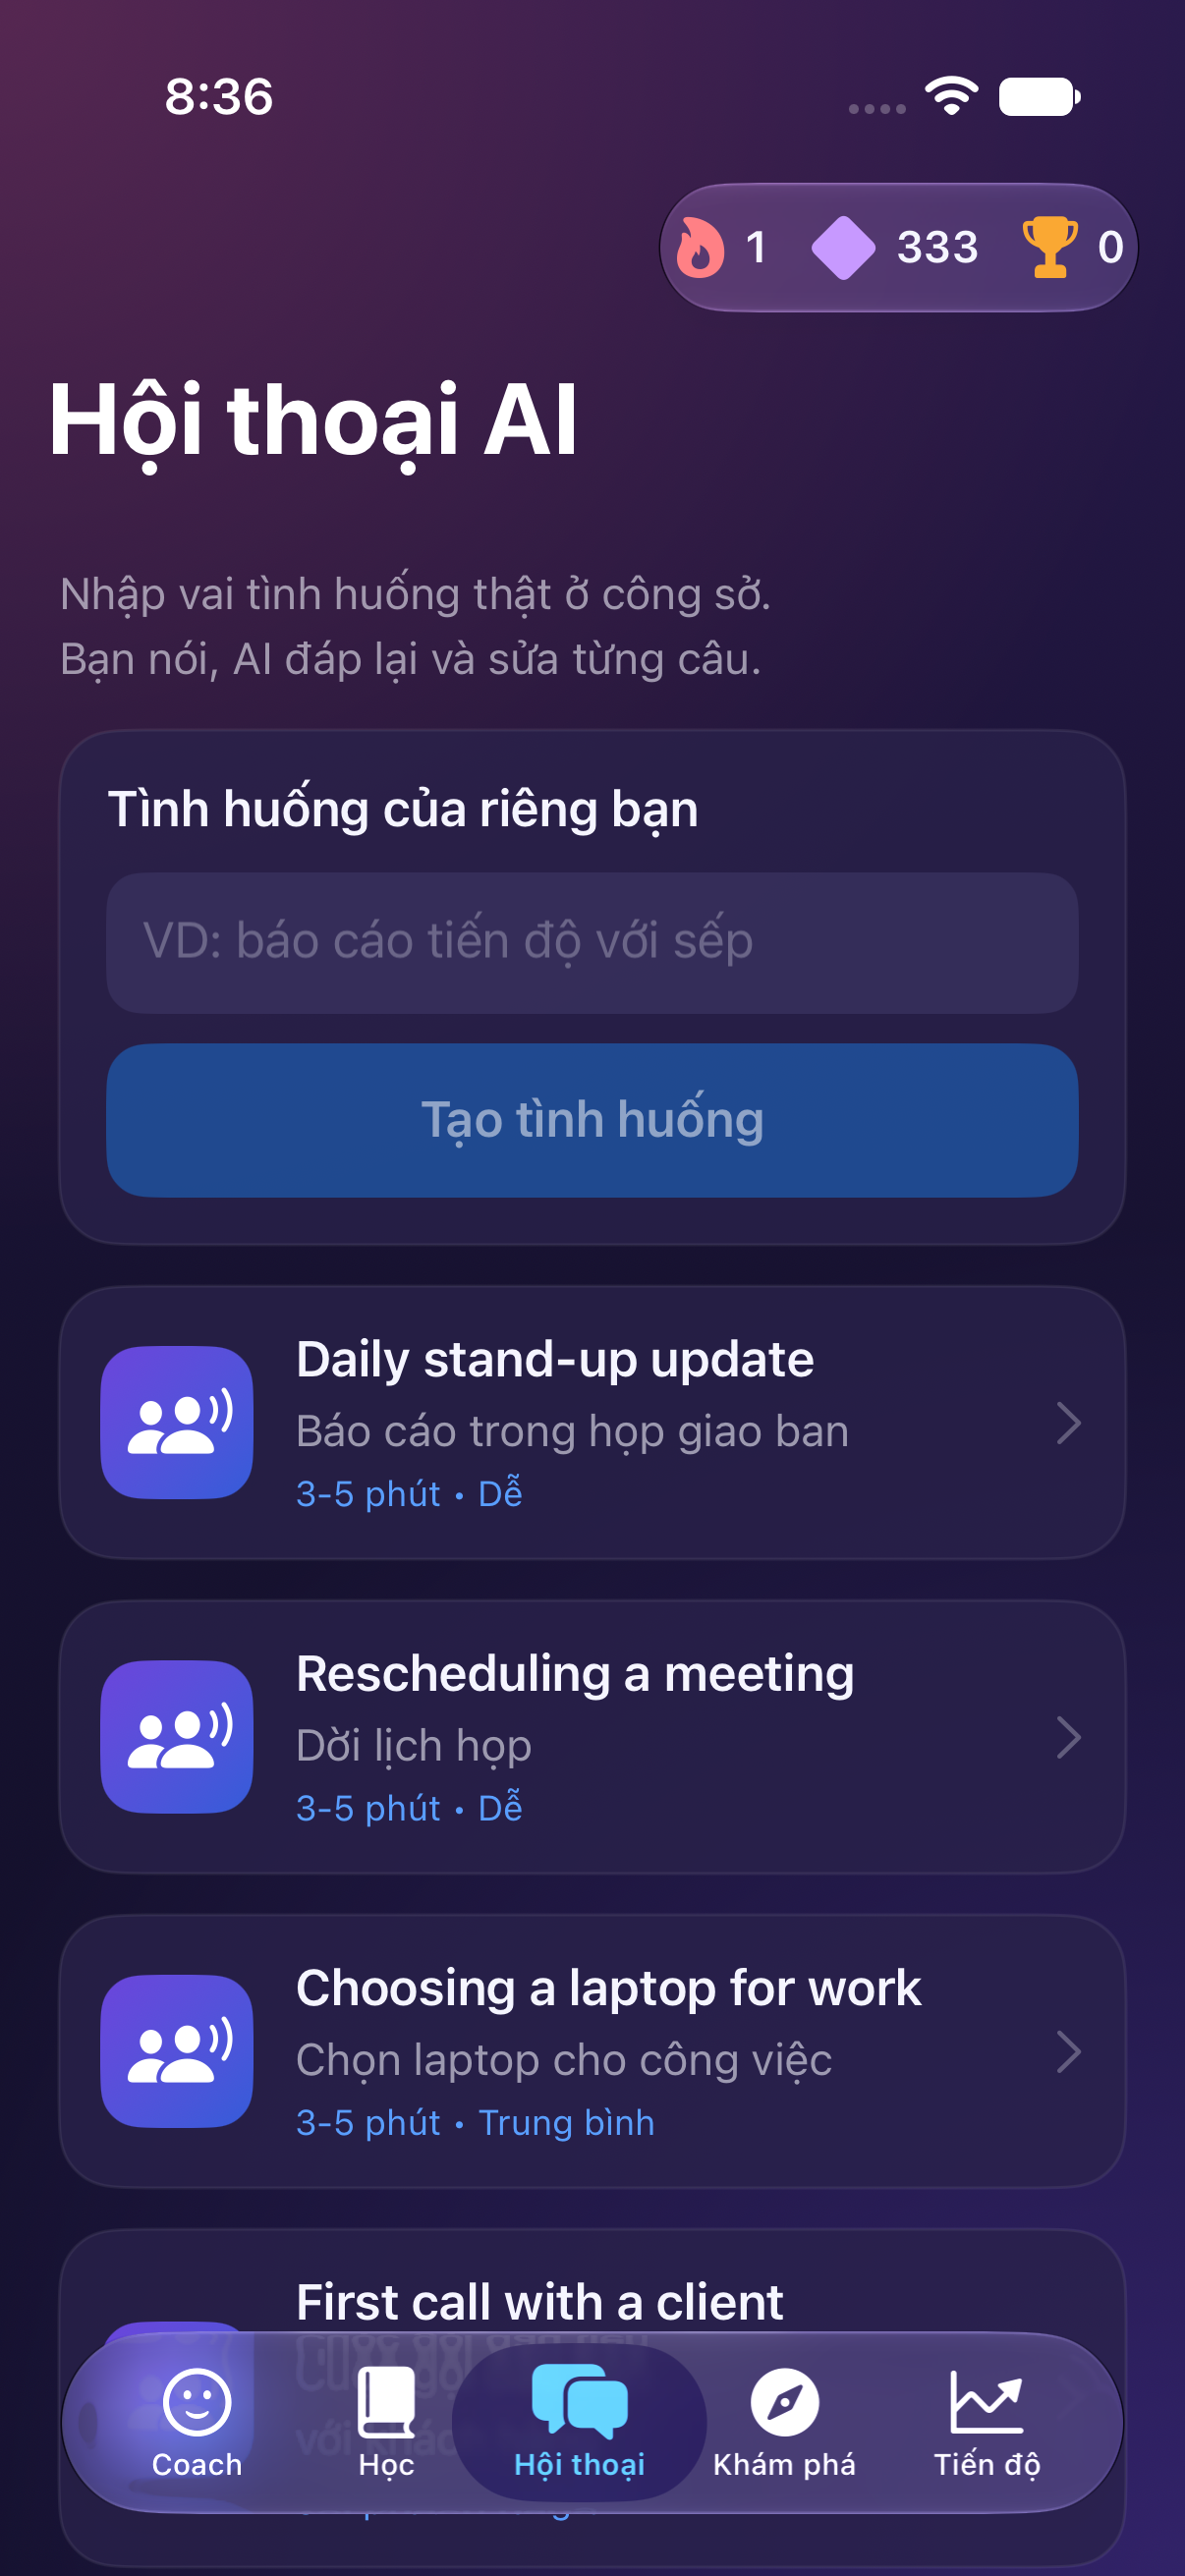 8:36
1 333 0
Hội thoại AI
Nhập vai tình huống thật ở công sở.
Bạn nói, AI đáp lại và sửa từng câu.
Tình huống của riêng bạn
VD: báo cáo tiến độ với sếp
Tạo tình huống
Daily stand-up update
Báo cáo trong họp giao ban
3-5 phút • Dễ
Rescheduling a meeting
Dời lịch họp
3-5 phút • Dễ
Choosing a laptop for work
Chọn laptop cho công việc
3-5 phút • Trung bình
First call with a client
Coach Học Hội thoại Khám phá Tiến độ